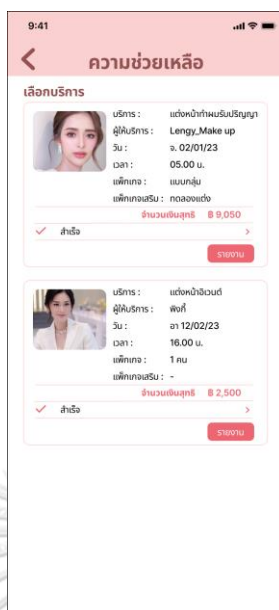 9:41
ความช่วยเหลือ
เลือกบริการ
บริการ : แต่งหน้าทำผมรับปริญญา
ผู้ให้บริการ : Lengy_Make up
วัน : จ. 02/01/23
เวลา : 05.00 น.
แพ็กเกจ : แบบกลุ่ม
แพ็กเกจเสริม : ทดลองแต่ง
จำนวนเงินสุทธิ ฿ 9,050
สำเร็จ >
รายงาน
บริการ : แต่งหน้าอีเวนต์
ผู้ให้บริการ : พิงกี้
วัน : อา 12/02/23
เวลา : 16.00 น.
แพ็กเกจ : 1 คน
แพ็กเกจเสริม : -
จำนวนเงินสุทธิ ฿ 2,500
สำเร็จ >
รายงาน